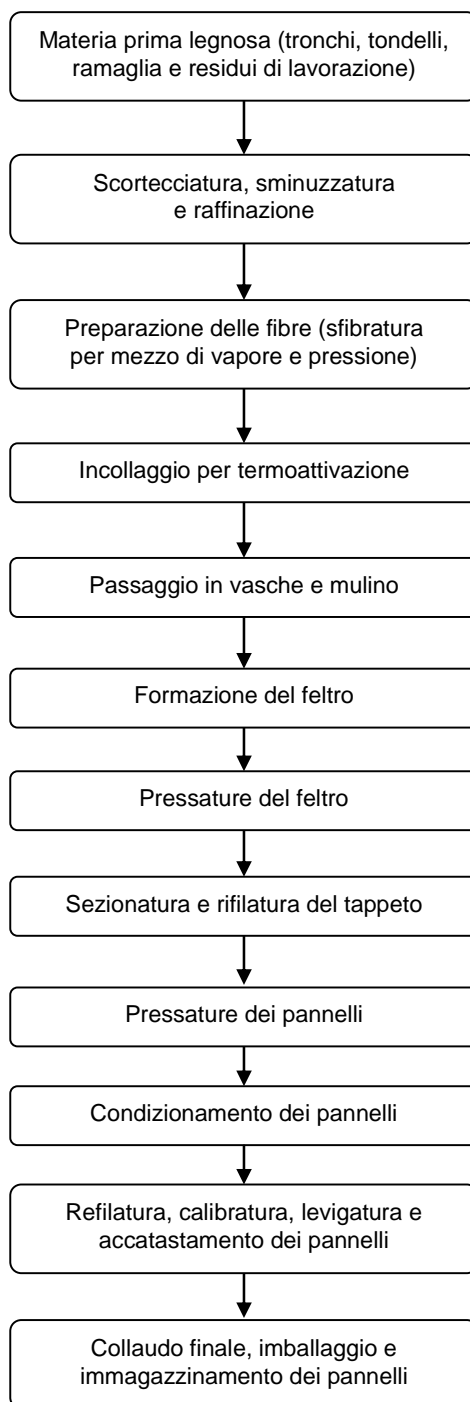 Materia prima legnosa (tronchi, tondelli,
ramaglia e residui di lavorazione)
Scortecciatura, sminuzzatura
e raffinazione
Preparazione delle fibre (sfibratura
per mezzo di vapore e pressione)
Incollaggio per termoattivazione
Passaggio in vasche e mulino
Formazione del feltro
Pressature del feltro
Sezionatura e rifilatura del tappeto
Pressature dei pannelli
Condizionamento dei pannelli
Refilatura, calibratura, levigatura e
accatastamento dei pannelli
Collaudo finale, imballaggio e
immagazzinamento dei pannelli